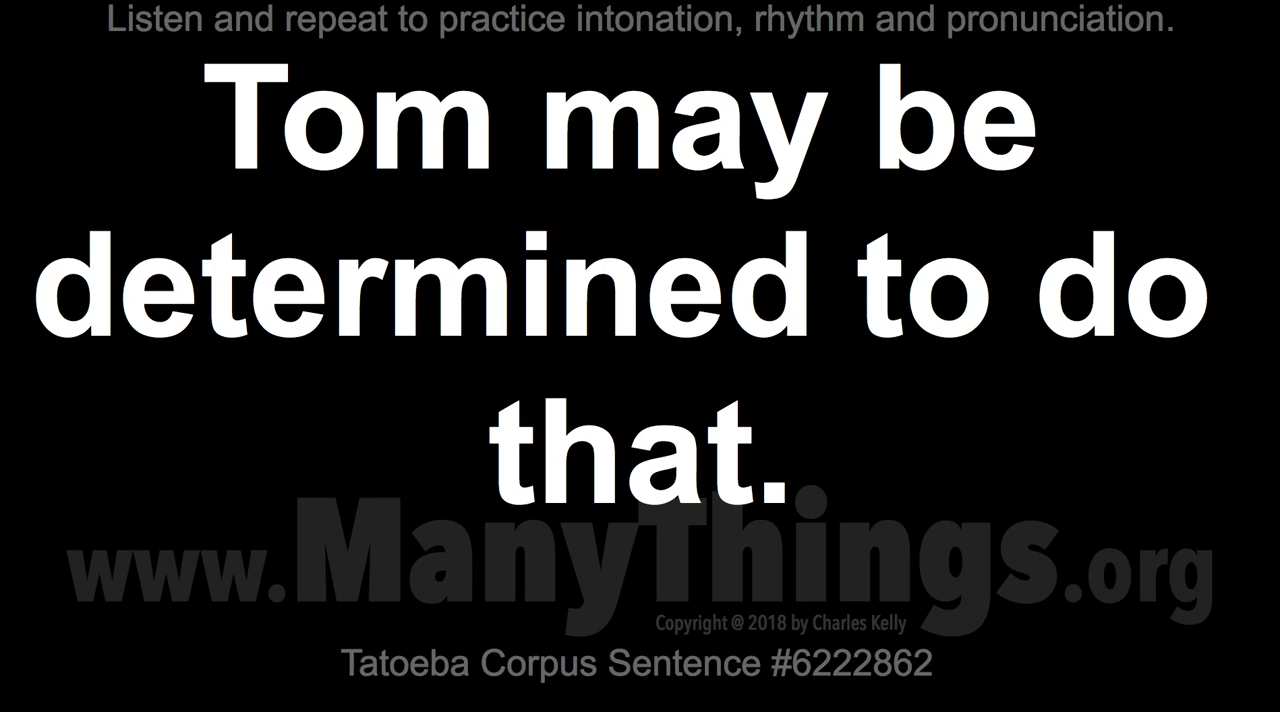 Listen and repeat to practice intonation, rhythm and pronunciation.
Tom may be
determined to do
that.
www.ManyThings.org
Copyright @ 2018 by Charles Kelly
Tatoeba Corpus Sentence #6222862